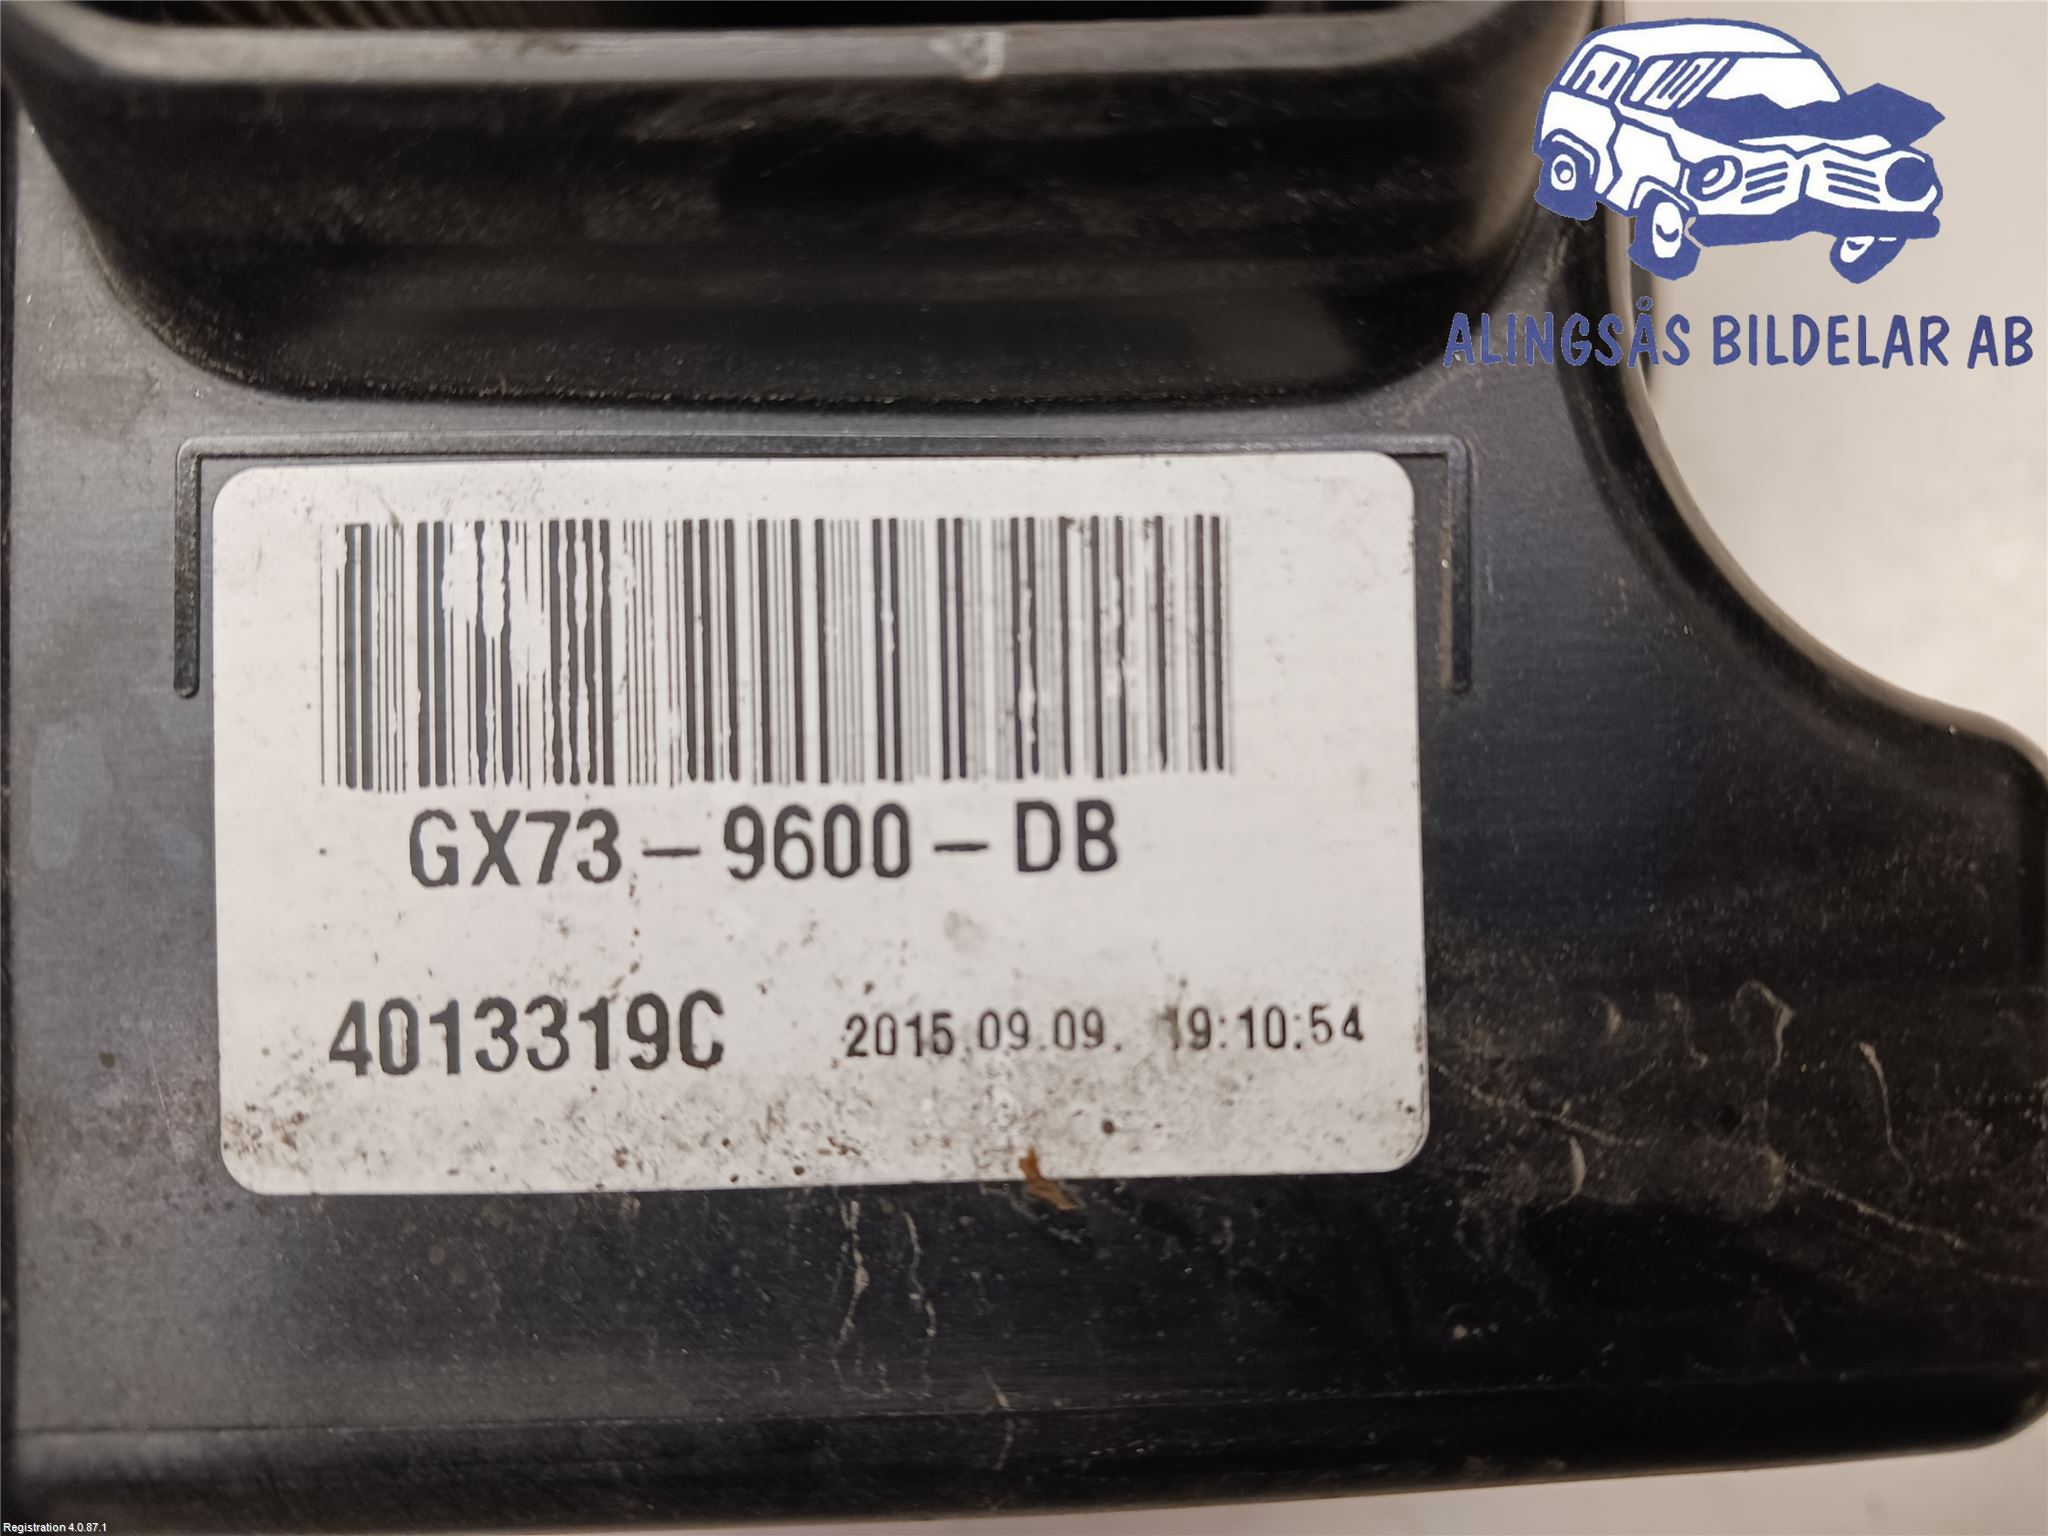 ALINGSÅS BILDELAR AB
GX73-9600-DB
4013319C 2015.09.09. 19:10:54
Registration 4.0.87.1